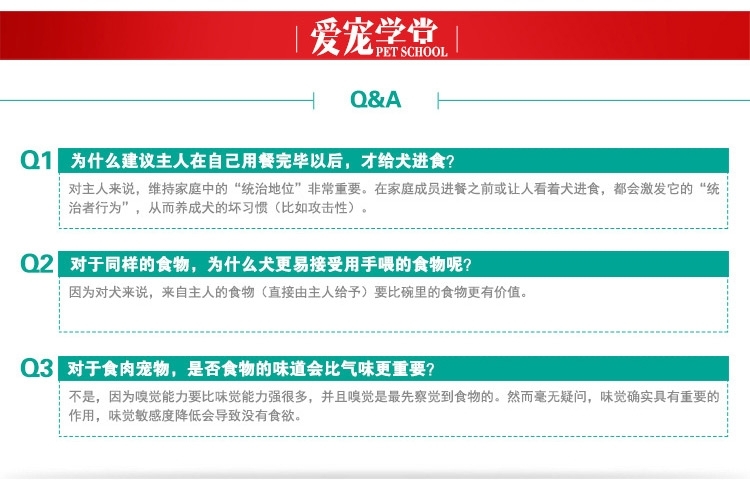 爱宠学堂
PET SCHOOL
Q&A
Q1 为什么建议主人在自己用餐完毕以后，才给犬进食?
对主人来说，维持家庭中的“统治地位”非常重要。在家庭成员进餐之前或让人看着犬进食，都会激发它的“统
治者行为”，从而养成犬的坏习惯（比如攻击性）。
Q2 对于同样的食物，为什么犬更易接受用手喂的食物呢?
因为对犬来说，来自主人的食物（直接由主人给予）要比碗里的食物更有价值。
Q3 对于食肉宠物，是否食物的味道会比气味更重要?
不是，因为嗅觉能力要比味觉能力强很多，并且嗅觉是最先察觉到食物的。然而毫无疑问，味觉确实具有重要的
作用，味觉敏感度降低会导致没有食欲。